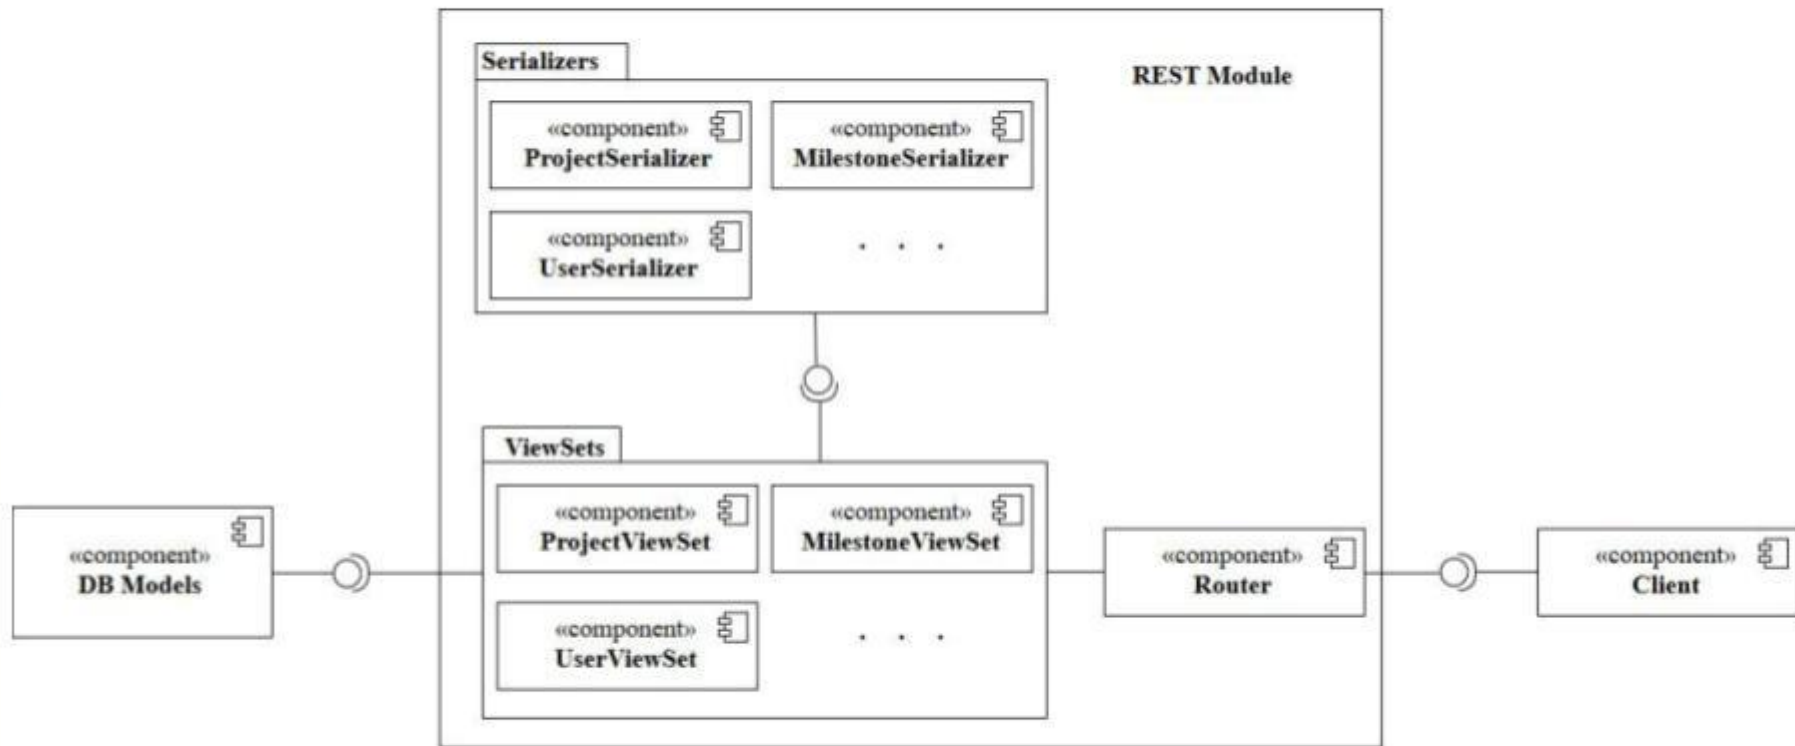 Serializers
REST Module
«component»
ProjectSerializer
«component»
MilestoneSerializer
«component»
UserSerializer
. . .
ViewSets
«component»
ProjectViewSet
«component»
MilestoneViewSet
«component»
DB Models
«component»
Router
«component»
Client
«component»
UserViewSet
. . .